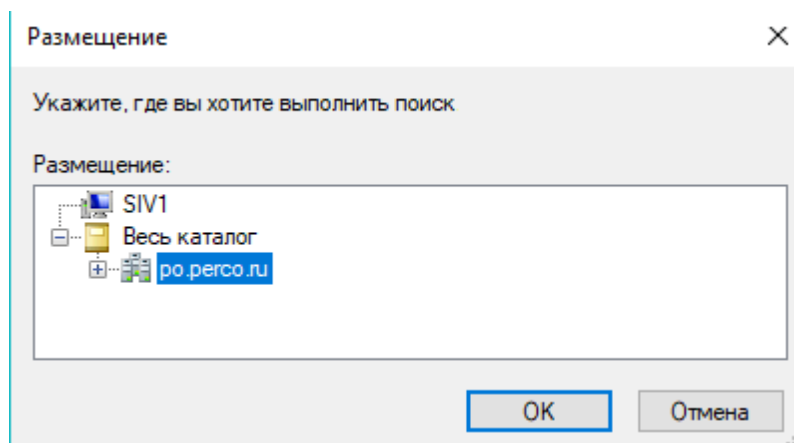 Размещение
Укажите, где вы хотите выполнить поиск
Размещение:
SIV1
Весь каталог
po.perco.ru
OK
Отмена